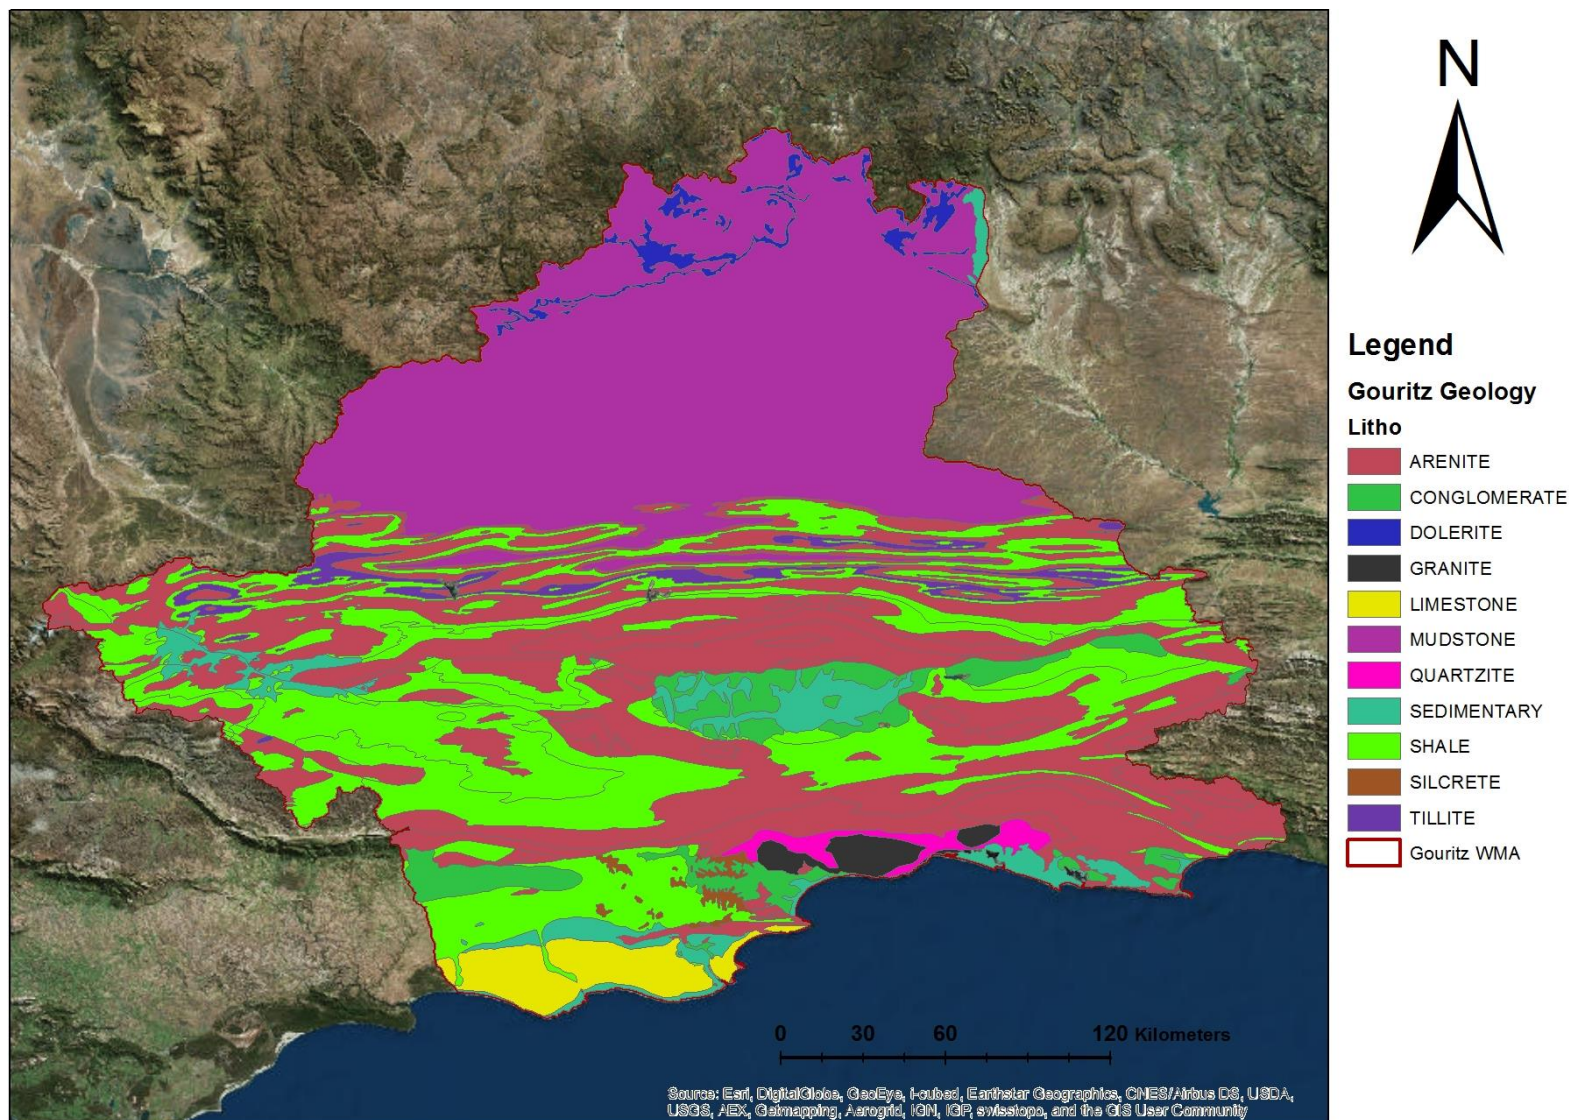 N
Legend
Gouritz Geology
Litho
ARENITE
CONGLOMERATE
DOLERITE
GRANITE
LIMESTONE
MUDSTONE
QUARTZITE
SEDIMENTARY
SHALE
SILCRETE
TILLITE
Gouritz WMA
0 30 60 120 Kilometers
Source: Esri, DigitalGlobe, GeoEye, i-cubed, Earthstar Geographics, CNES/Airbus DS, USDA,
USGS, AEX, Getmapping, Aerogrid, IGN, IGP, swisstopo, and the GIS User Community